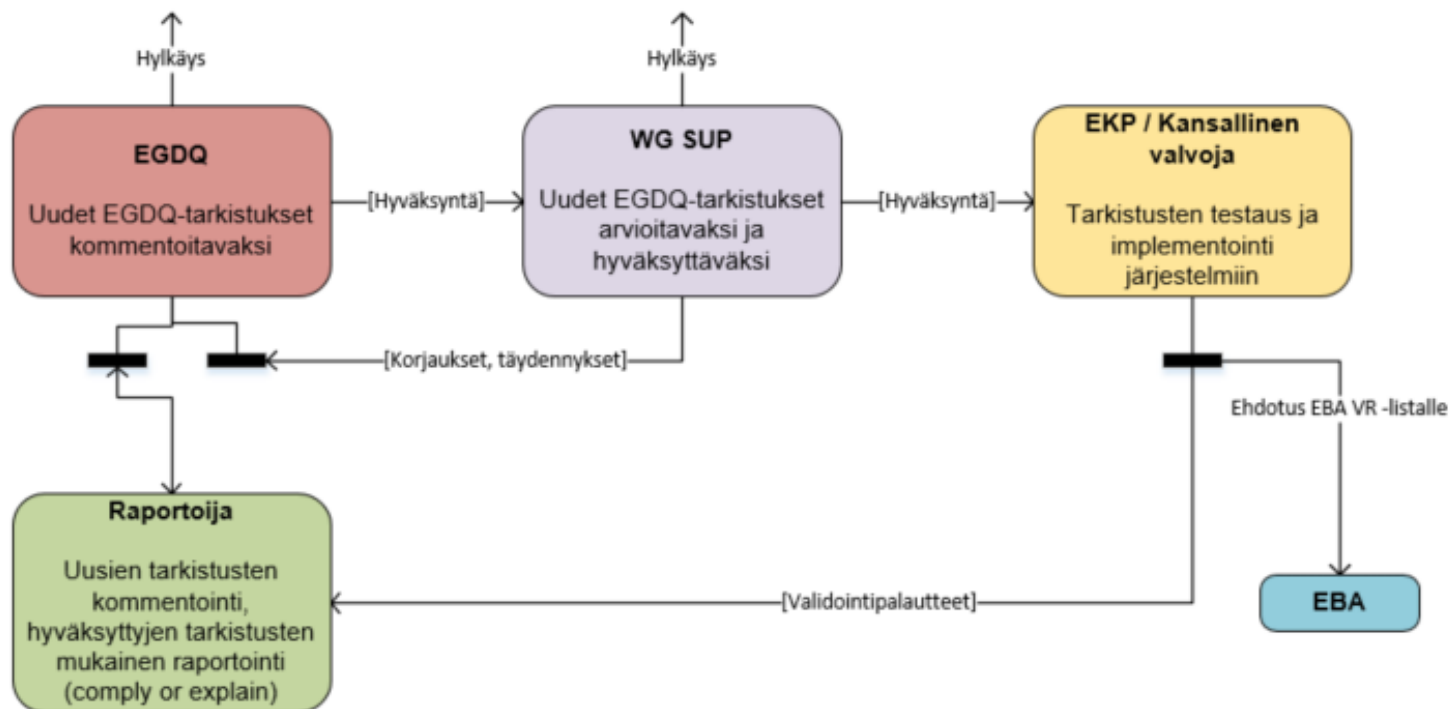 Hylkäys
Hylkäys
EGDQ
Uudet EGDQ-tarkistukset
kommentoitavaksi
[Hyväksyntä]
WG SUP
Uudet EGDQ-tarkistukset
arvioitavaksi ja
hyväksyttäväksi
[Hyväksyntä]
EKP / Kansallinen
valvoja
Tarkistusten testaus ja
implementointi
järjestelmiin
[Korjaukset, täydennykset]
Ehdotus EBA VR -listalle
Raportoija
Uusien tarkistusten
kommentointi,
hyväksyttyjen tarkistusten
mukainen raportointi
(comply or explain)
[Validointipalautteet]
EBA